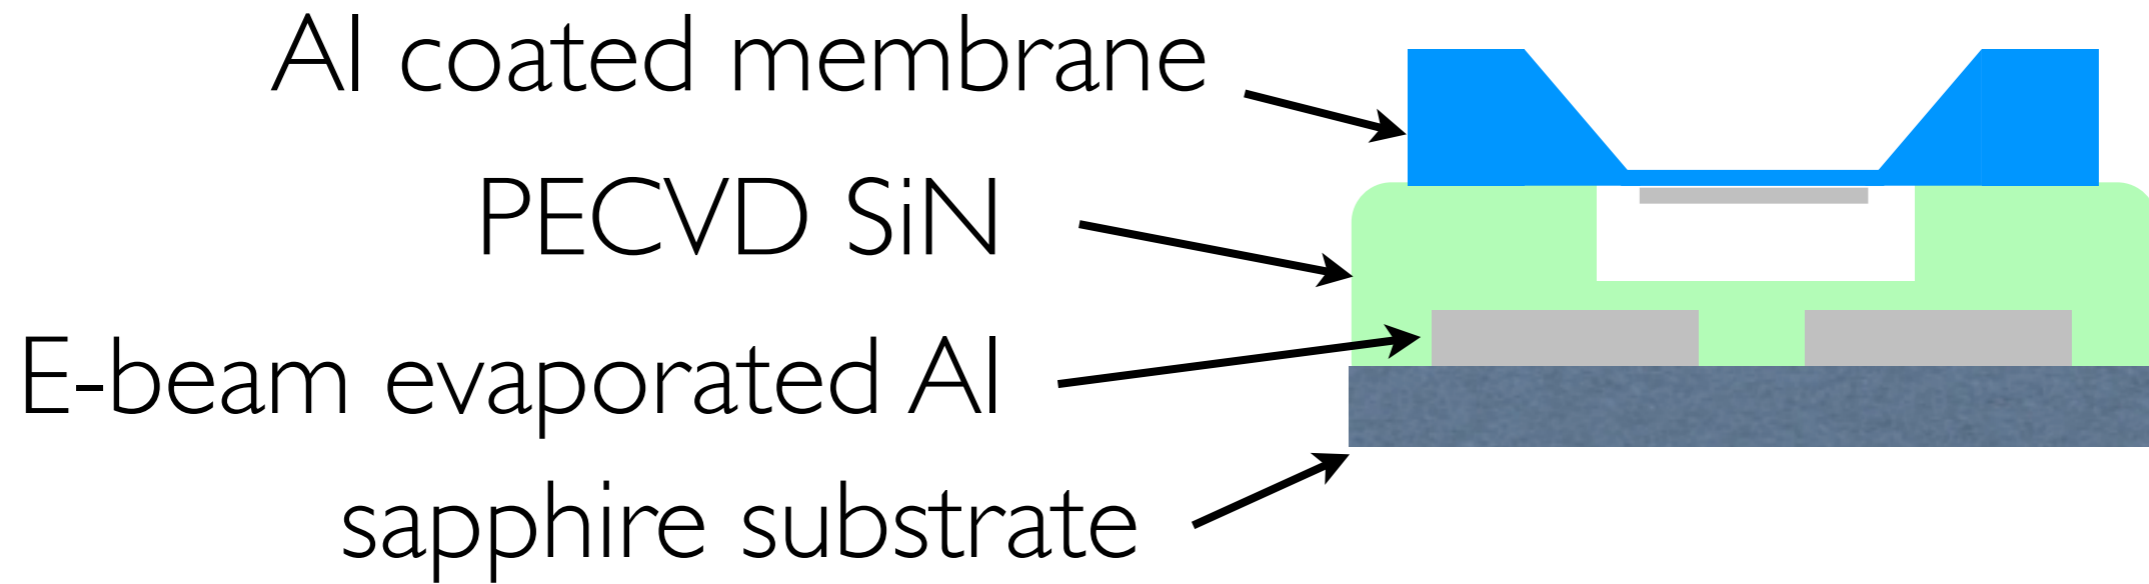 Al coated membrane
PECVD SiN
E-beam evaporated Al
sapphire substrate